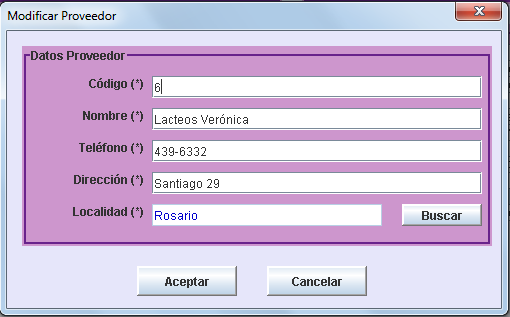 Modificar Proveedor
Datos Proveedor
Código (*) 6
Nombre (*) Lacteos Verónica
Teléfono (*) 439-6332
Dirección (*) Santiago 29
Localidad (*) Rosario Buscar
Aceptar Cancelar